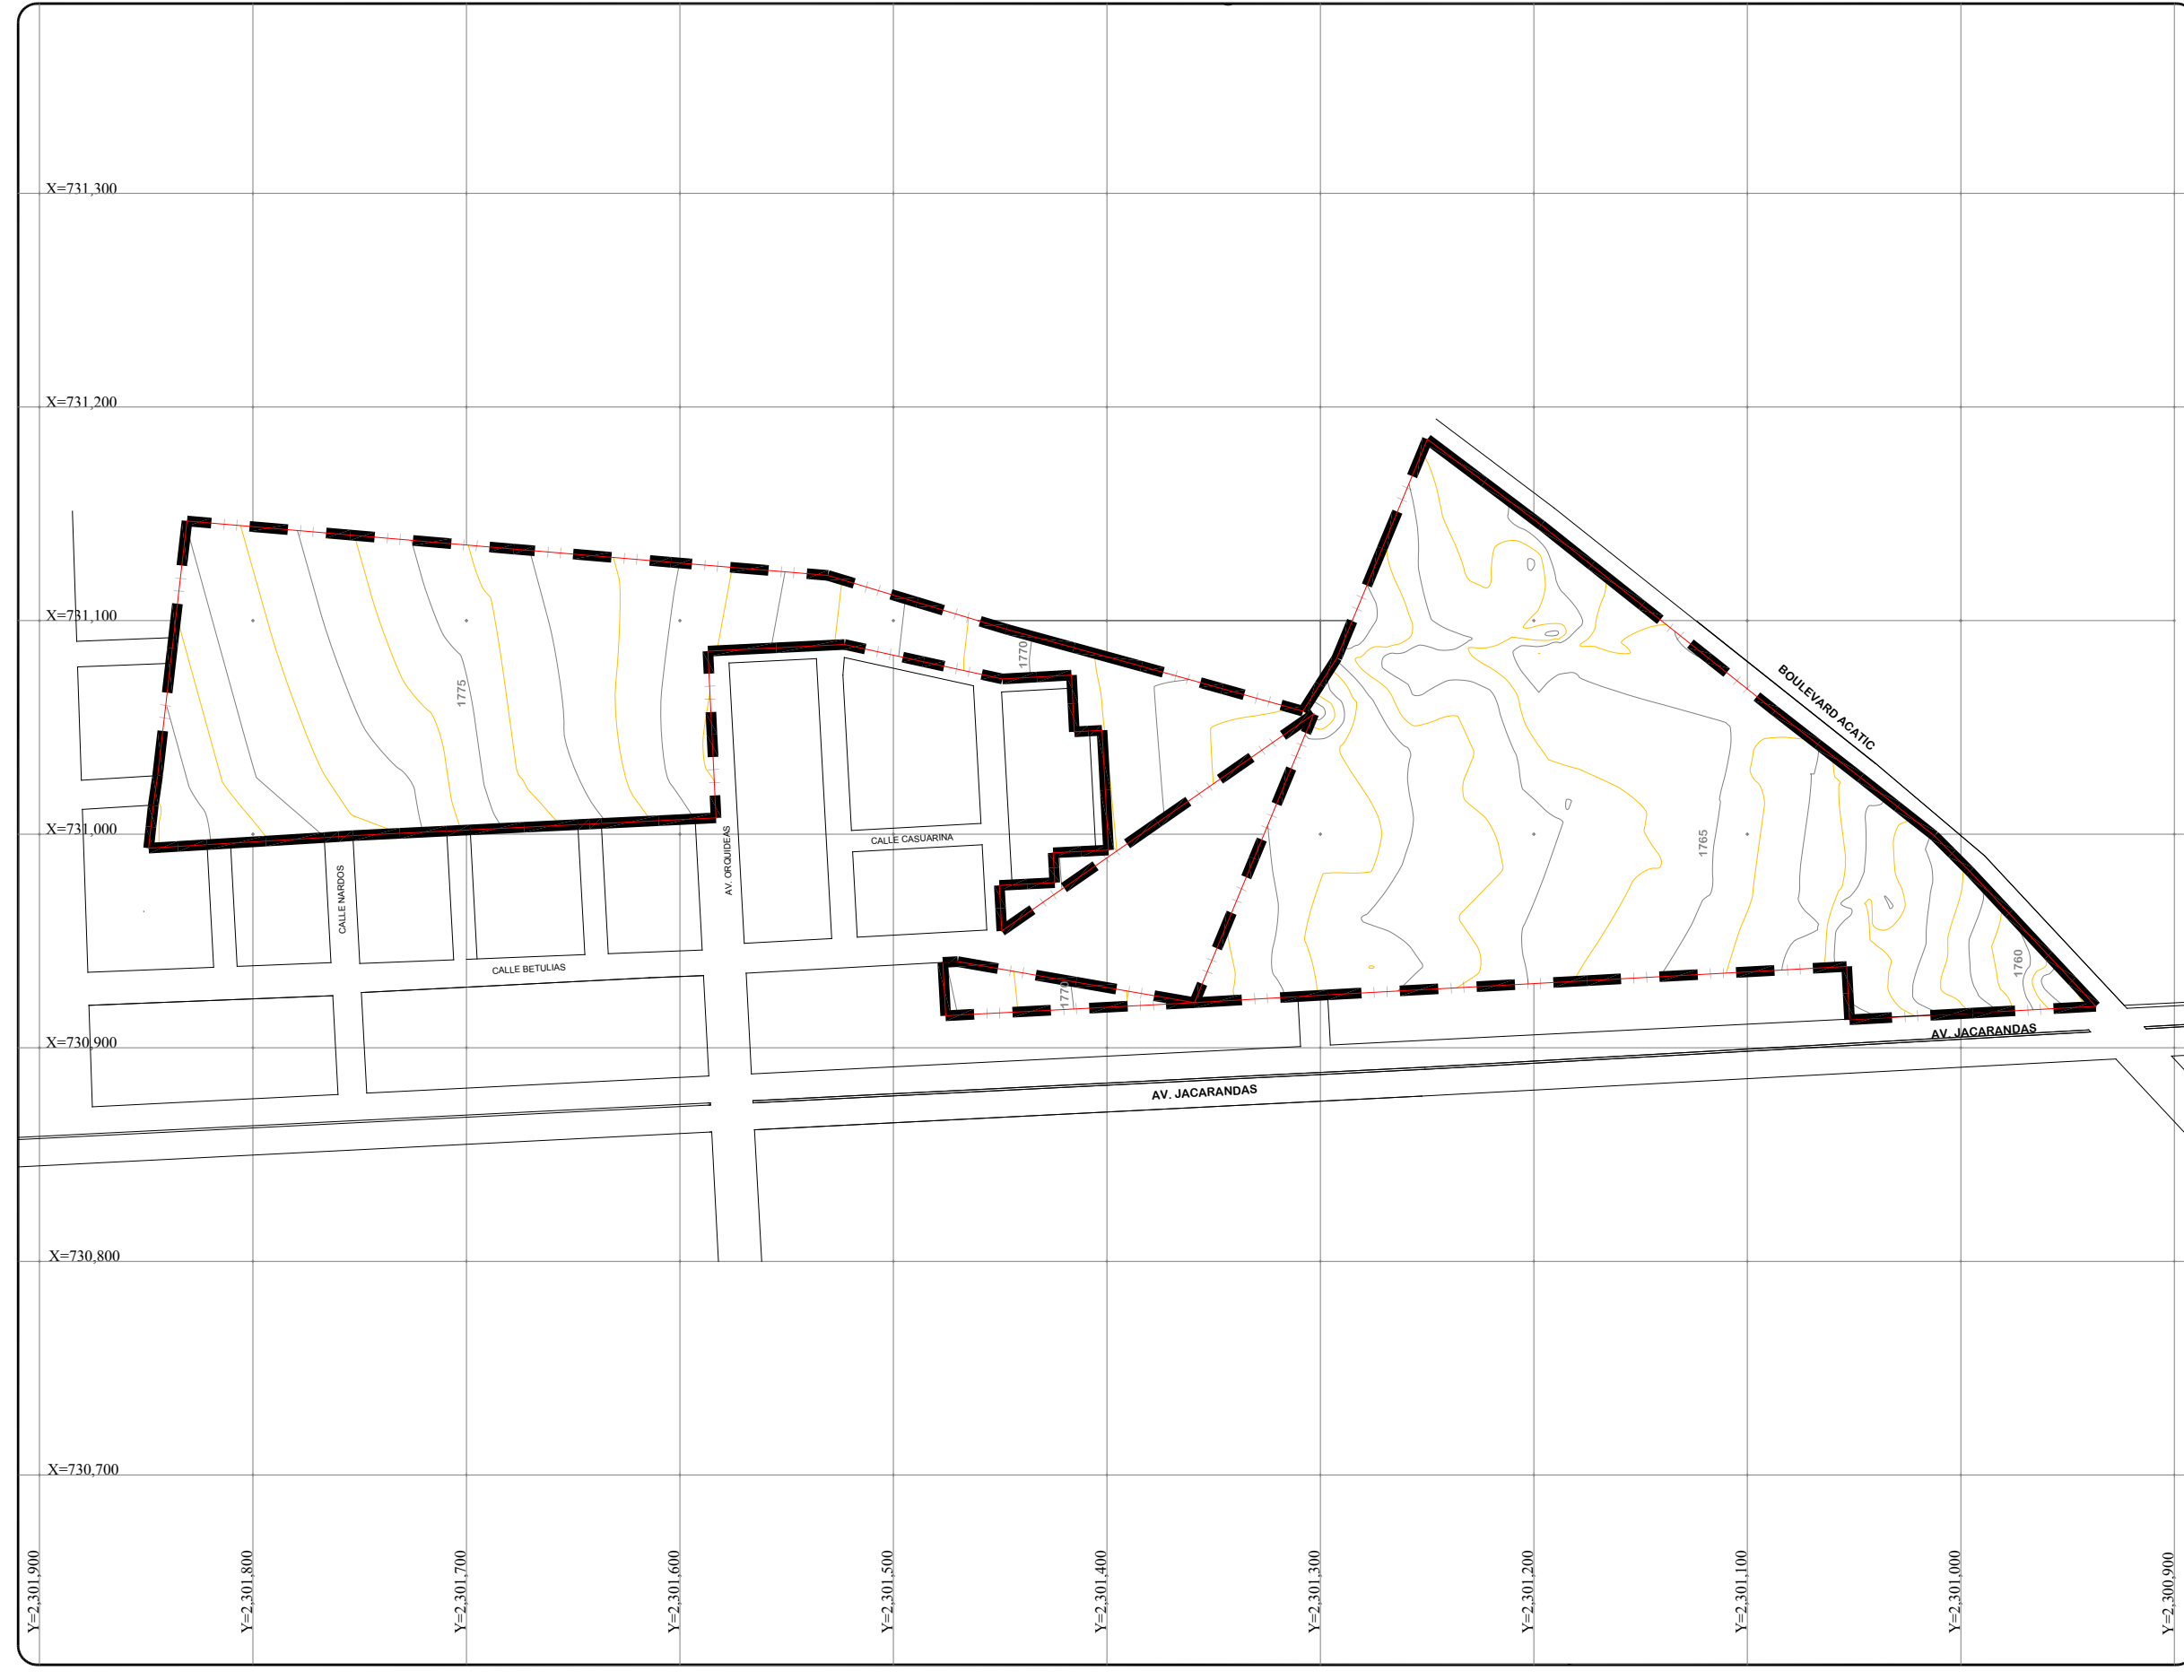 X=731,300
X=731,200
X=731,100
1770
1775
BOULEVARD ACATIC
X=731,000
CALLE CASUARINA
1765
AV. ORQUIDEAS
CALLE NARDOS
CALLE BETULIAS
1760
1770
X=730,900
AV. JACARANDAS
AV. JACARANDAS
X=730,800
X=730,700
Y=2,301,900
Y=2,301,800
Y=2,301,700
Y=2,301,600
Y=2,301,500
Y=2,301,400
Y=2,301,300
Y=2,301,200
Y=2,301,100
Y=2,301,000
Y=2,300,900